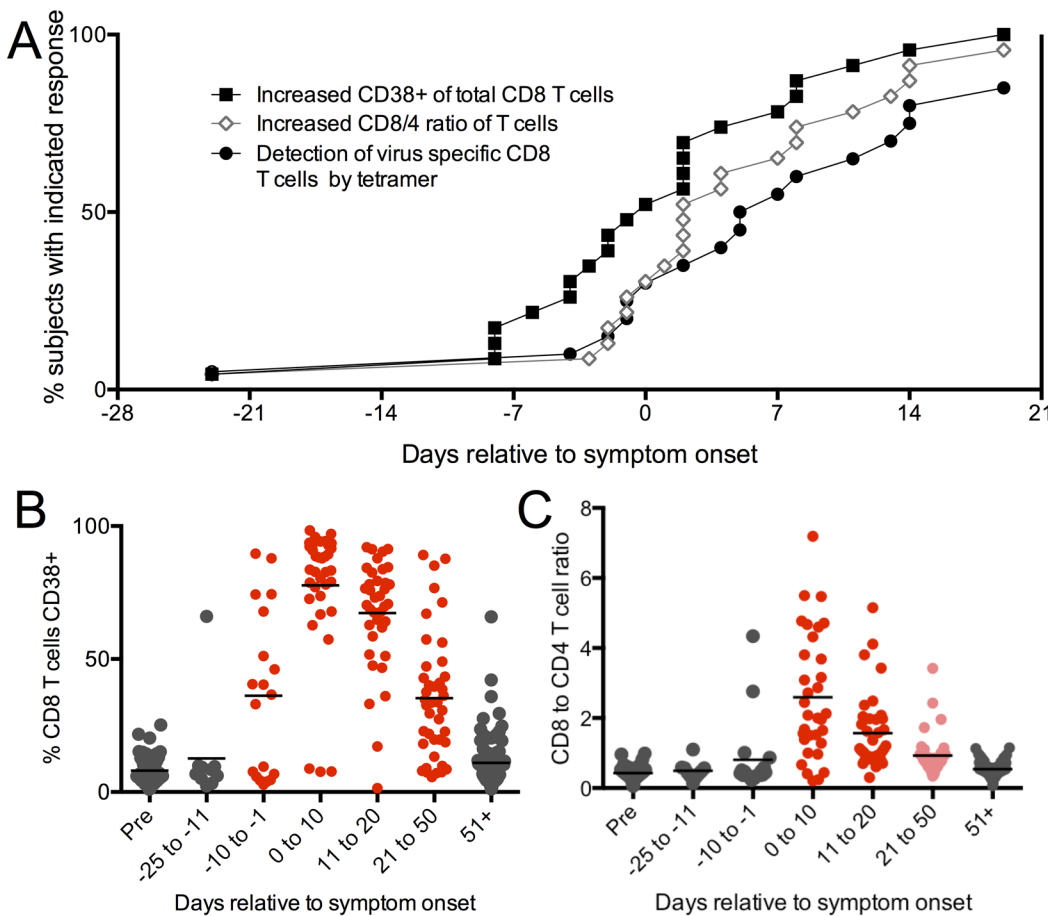 A
% subjects with indicated response
100
50
0
Increased CD38+ of total CD8 T cells
Increased CD8/4 ratio of T cells
Detection of virus specific CD8
T cells by tetramer
-28
-21
-14
-7
0
7
14
21
Days relative to symptom onset
B
% CD8 T cells CD38+
100
50
0
Pre
-25 to -11
-10 to -1
0 to 10
11 to 20
21 to 50
51+
Days relative to symptom onset
C
CD8 to CD4 T cell ratio
8
6
4
2
0
Pre
-25 to -11
-10 to -1
0 to 10
11 to 20
21 to 50
51+
Days relative to symptom onset